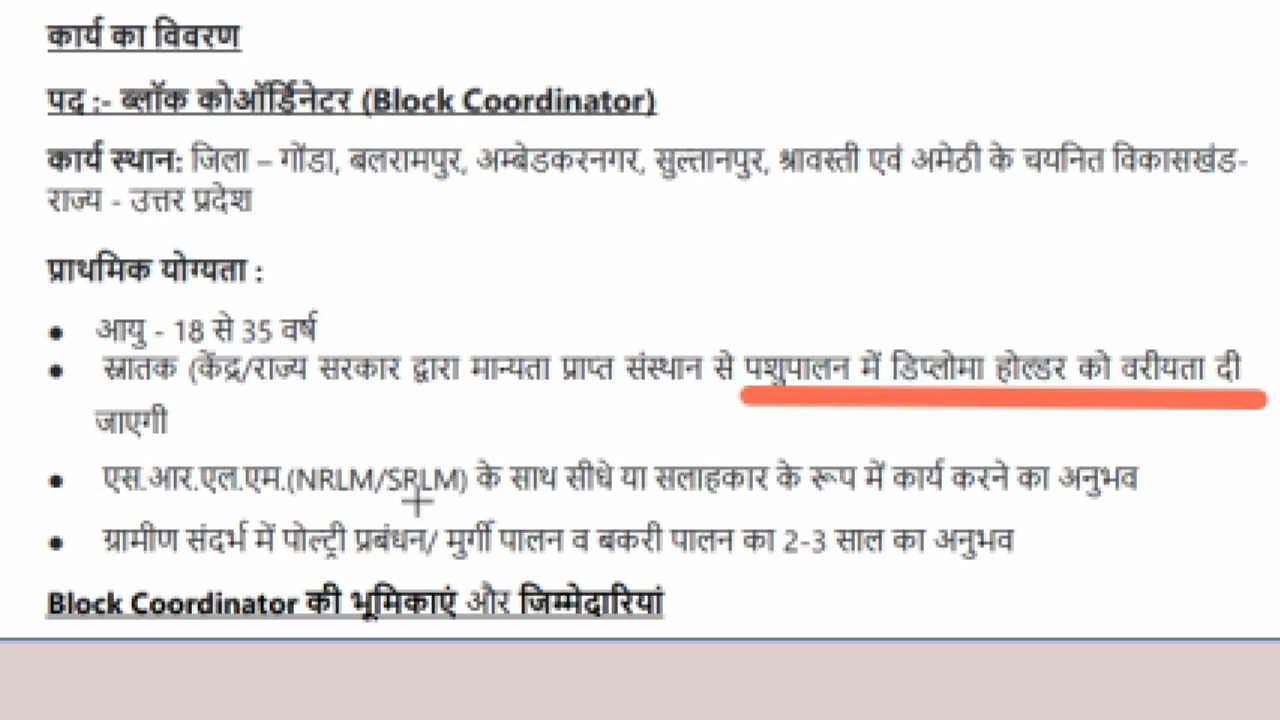 कार्य का विवरण
पद :- ब्लॉक कोऑर्डिनेटर (Block Coordinator)
कार्य स्थान: जिला – गोंडा, बलरामपुर, अम्बेडकरनगर, सुल्तानपुर, श्रावस्ती एवं अमेठी के चयनित विकासखंड-
राज्य - उत्तर प्रदेश
प्राथमिक योग्यता :
• आयु - 18 से 35 वर्ष
• स्नातक (केंद्र/राज्य सरकार द्वारा मान्यता प्राप्त संस्थान से पशुपालन में डिप्लोमा होल्डर को वरीयता दी
जाएगी
• एस.आर.एल.एम.(NRLM/SRLM) के साथ सीधे या सलाहकार के रूप में कार्य करने का अनुभव
• ग्रामीण संदर्भ में पोल्ट्री प्रबंधन/ मुर्गी पालन व बकरी पालन का 2-3 साल का अनुभव
Block Coordinator की भूमिकाएं और जिम्मेदारियां